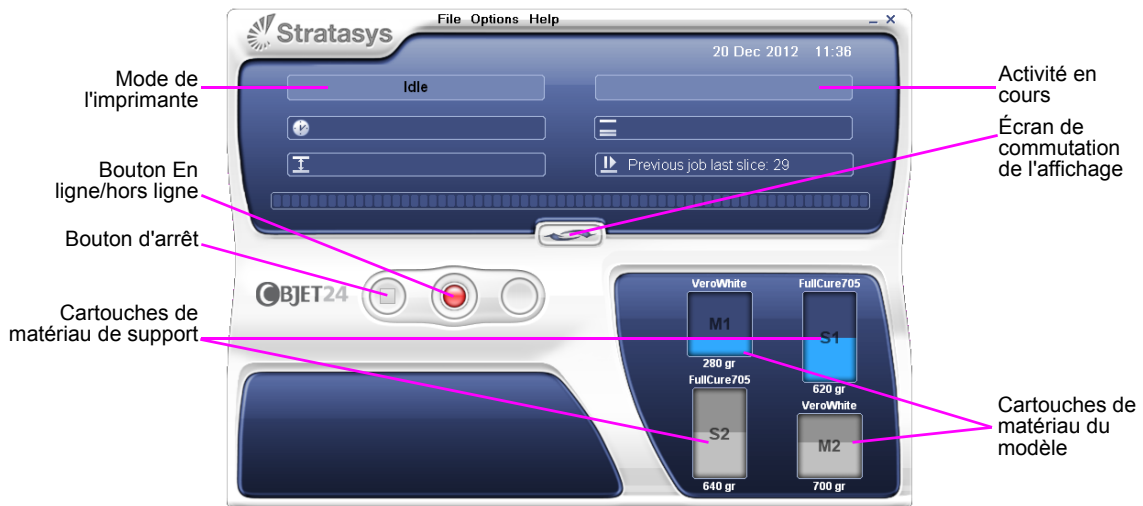 Stratasys
File Options Help
20 Dec 2012 11:36
Mode de
l'imprimante
Idle
Activité en
cours
Écran de
commutation
de l'affichage
Previous job last slice: 29
Bouton En
ligne/hors ligne
Bouton d'arrêt
OBJET24
Cartouches de
matériau de support
VeroWhite
FullCure705
M1
S1
280 gr
620 gr
FullCure705
VeroWhite
S2
M2
640 gr
700 gr
Cartouches de
matériau du
modèle